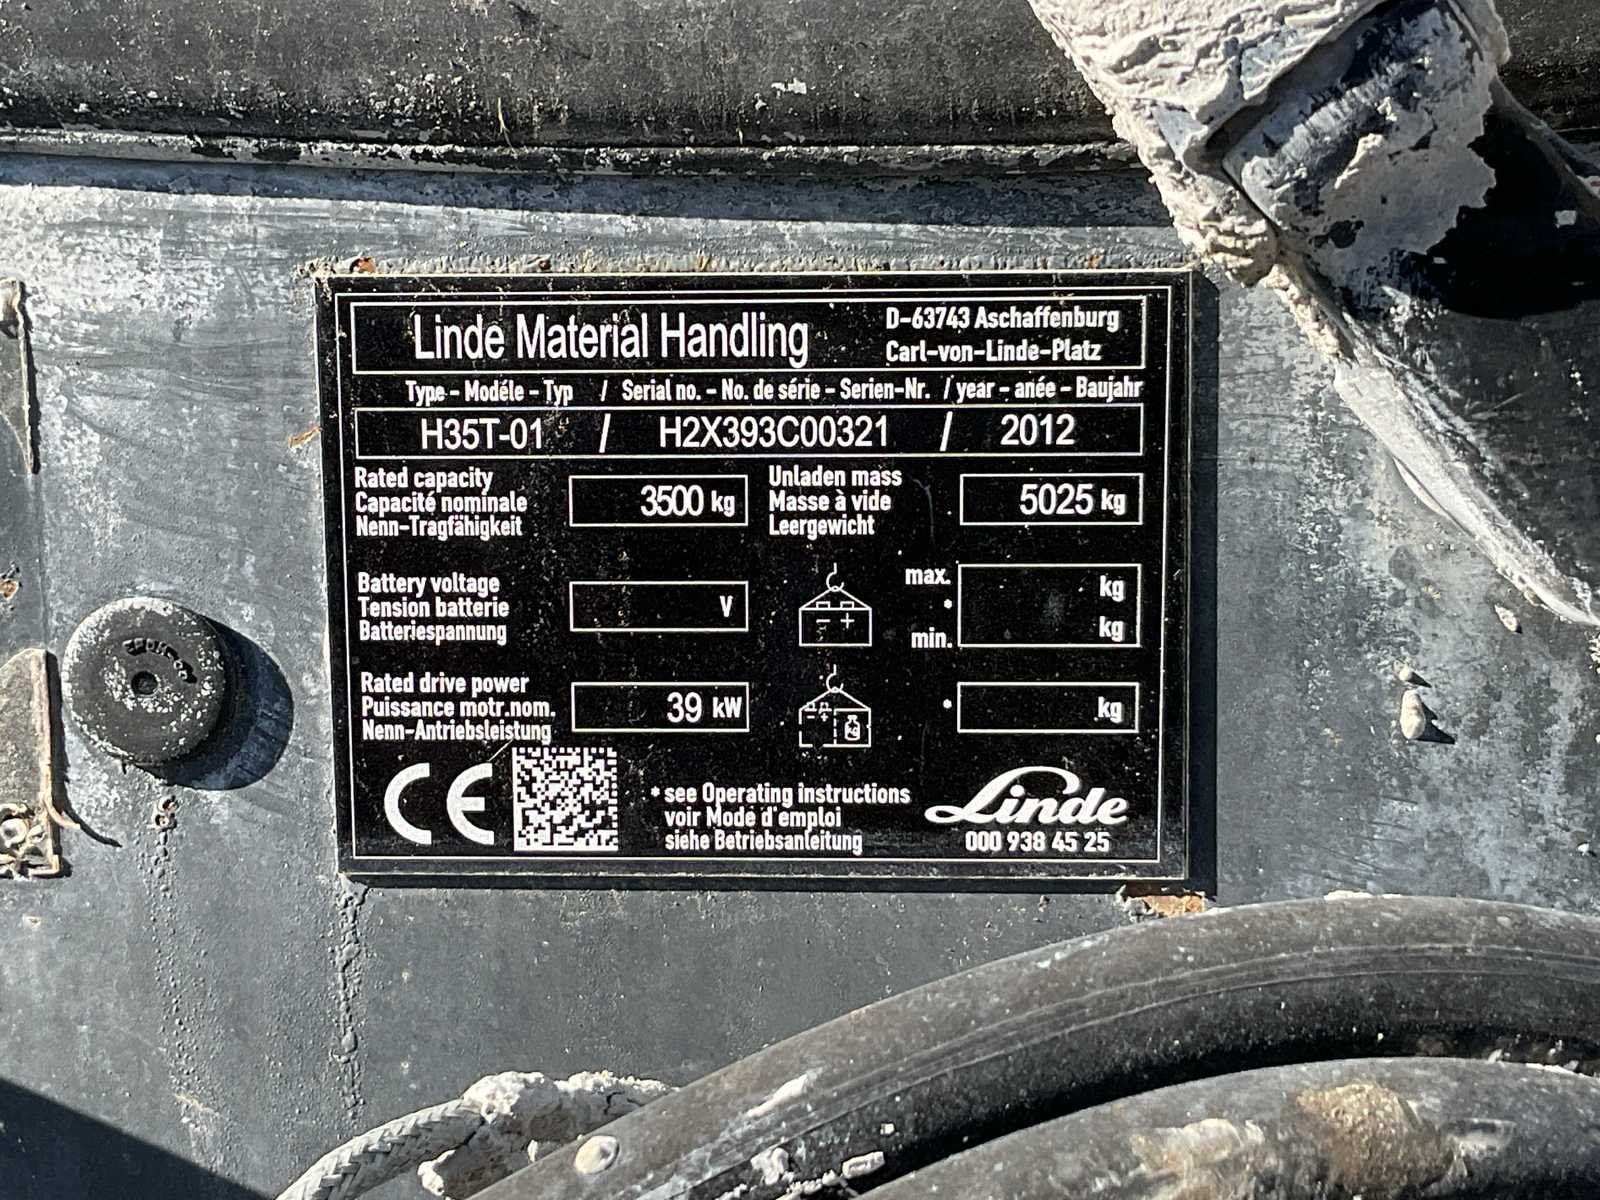 Linde Material Handling
D-63743 Aschaffenburg
Carl-von-Linde-Platz
Type - Modéle - Typ / Serial no. - No. de série - Serien-Nr. / year - anée - Baujahr
H35T-01 / H2X393C00321 / 2012
Rated capacity
Capacité nominale
Nenn-Tragfähigkeit
3500 kg
Unladen mass
Masse à vide
Leergewicht
5025 kg
Battery voltage
Tension batterie
Batteriespannung
V
max. kg
*
min. kg
Rated drive power
Puissance motr.nom.
Nenn-Antriebsleistung
39 kW
kg
* kg
CE
* see Operating instructions
voir Mode d'emploi
siehe Betriebsanleitung
Linde
000 938 45 25